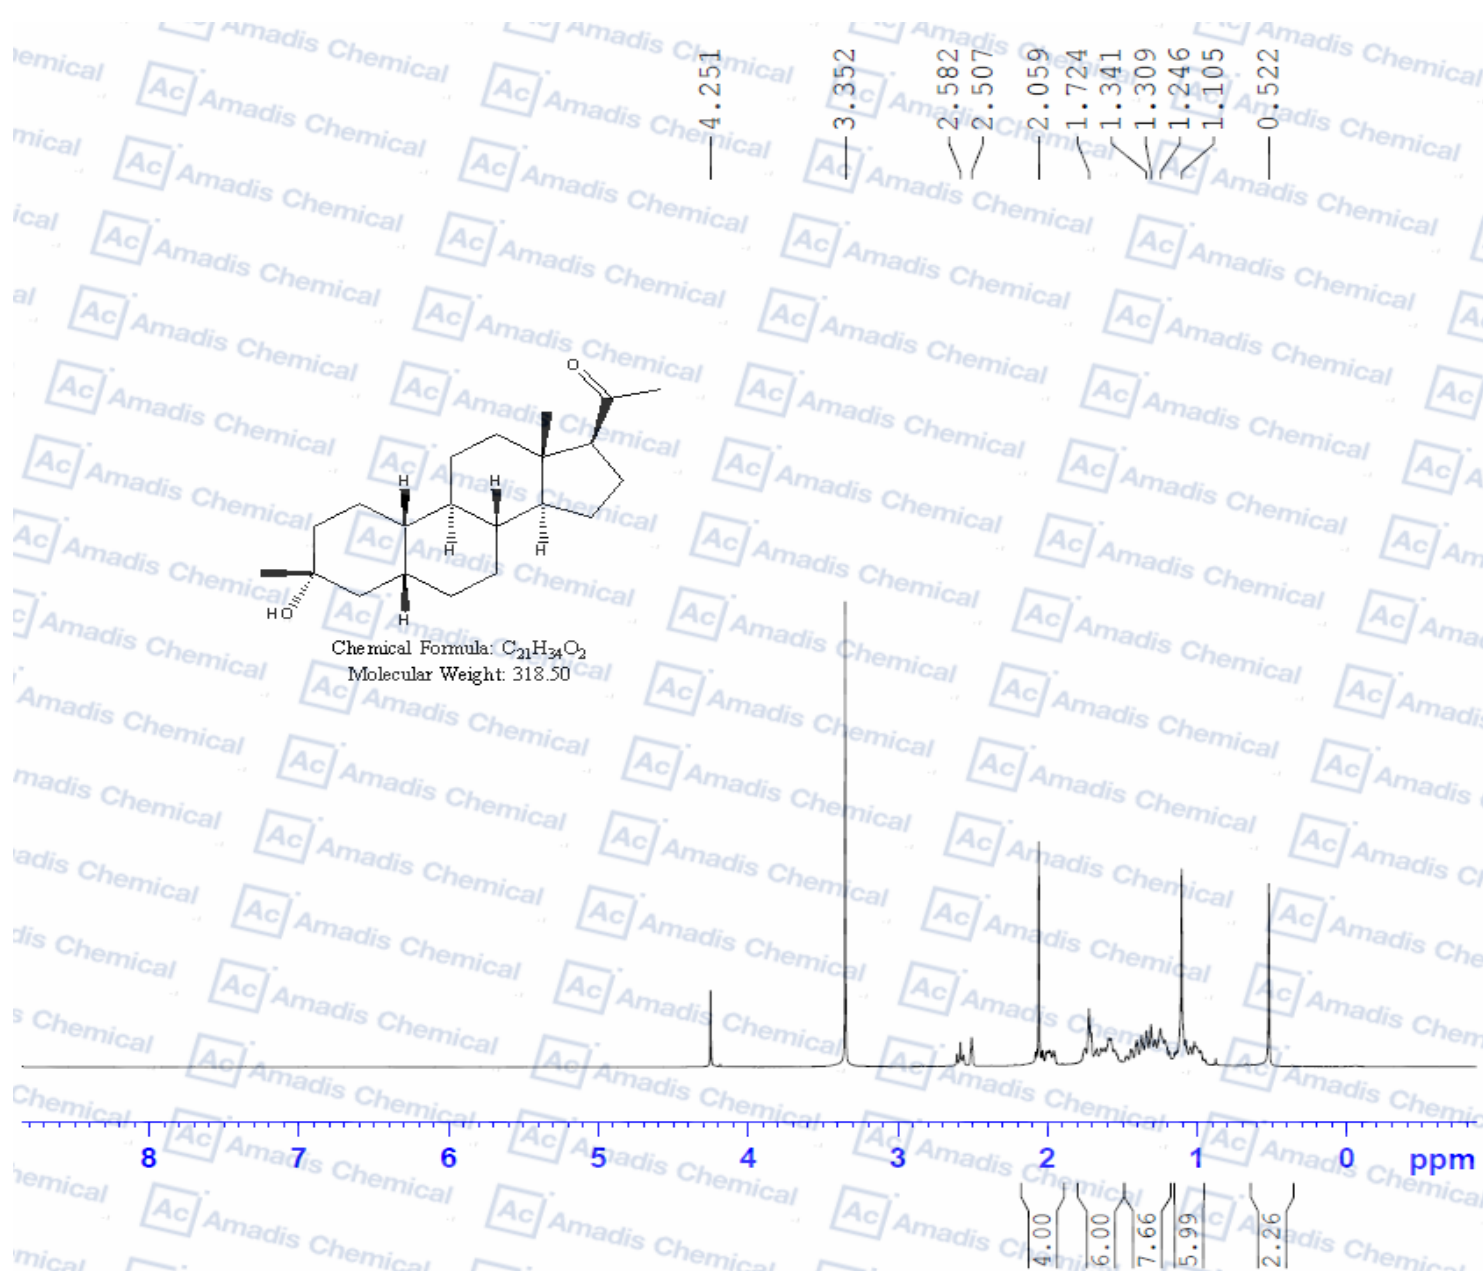 4.251
3.352
2.582
2.507
2.059
1.724
1.341
1.309
1.246
1.105
0.522
O
H
H
H
H
HO
H
Chemical Formula: C21H34O2
Molecular Weight: 318.50
8 7 6 5 4 3 2 1 0 ppm
4.00
6.00
7.66
5.99
2.26
Ac Amadis Chemical